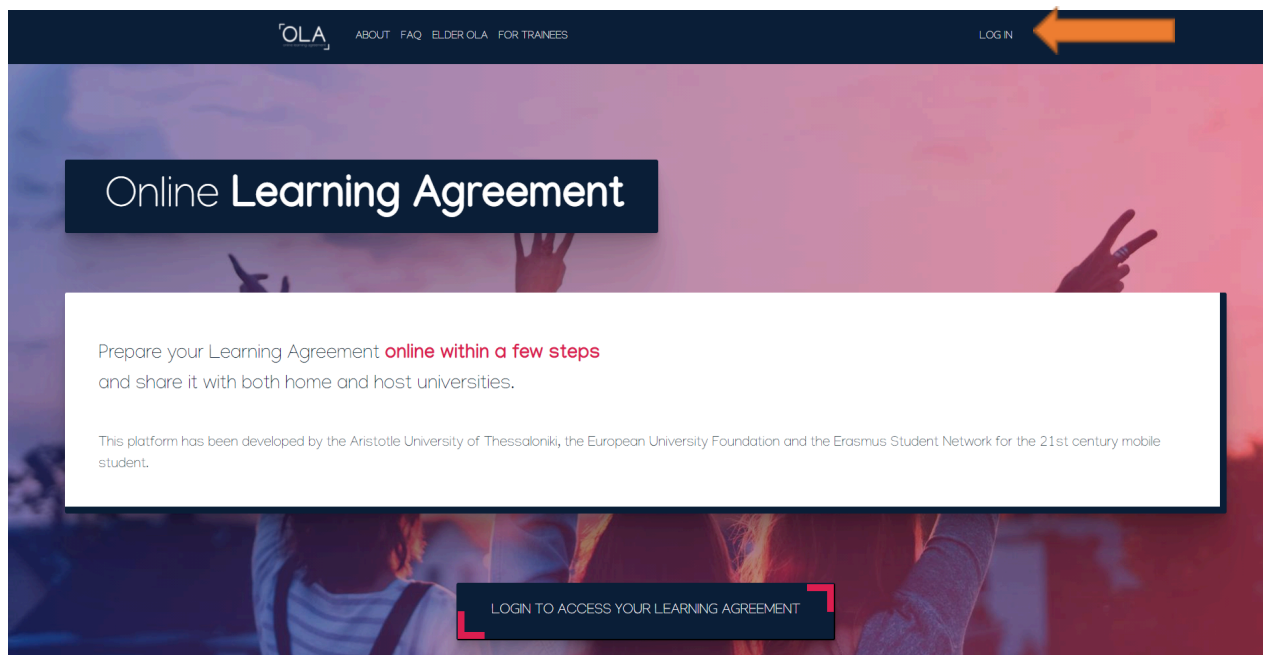 OLA
ABOUT FAQ ELDER OLA FOR TRAINEES
LOG IN
Online Learning Agreement
Prepare your Learning Agreement online within a few steps
and share it with both home and host universities.
This platform has been developed by the Aristotle University of Thessaloniki, the European University Foundation and the Erasmus Student Network for the 21st century mobile
student.
LOGIN TO ACCESS YOUR LEARNING AGREEMENT